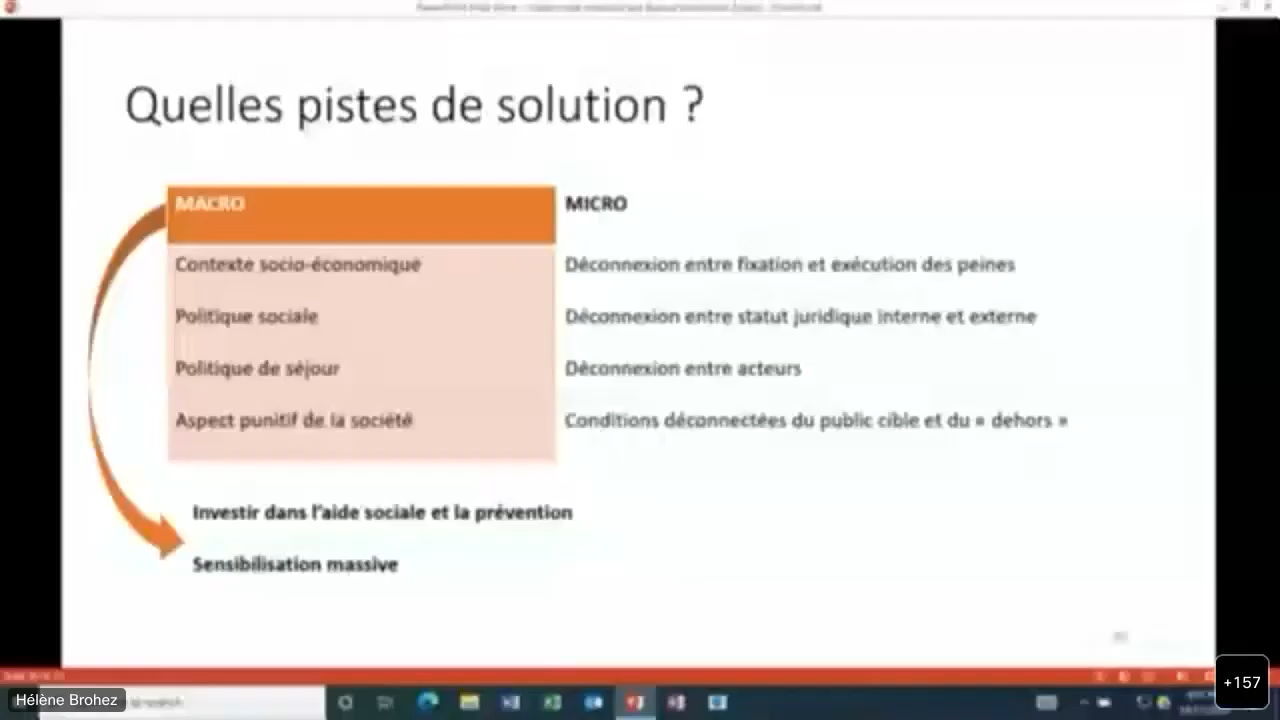 Quelles pistes de solution ?
MACRO
MICRO
Contexte socio-économique
Déconnexion entre fixation et exécution des peines
Politique sociale
Déconnexion entre statut juridique interne et externe
Politique de séjour
Déconnexion entre acteurs
Aspect punitif de la société
Conditions déconnectées du public cible et du « dehors »
Investir dans l'aide sociale et la prévention
Sensibilisation massive
Hélène Brohez
+157